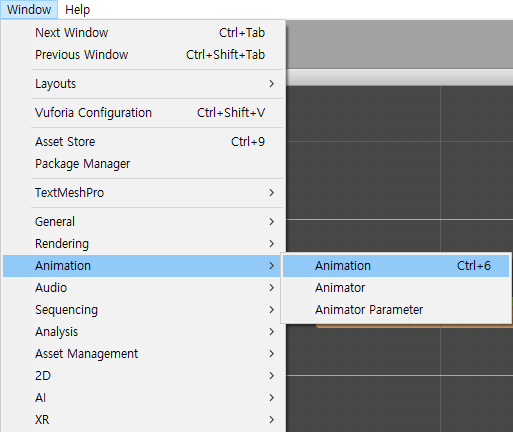 Window Help
Next Window Ctrl+Tab
Previous Window Ctrl+Shift+Tab
Layouts
Vuforia Configuration Ctrl+Shift+V
Asset Store Ctrl+9
Package Manager
TextMeshPro
General
Rendering
Animation
Audio
Sequencing
Analysis
Asset Management
2D
AI
XR
Animation Ctrl+6
Animator
Animator Parameter